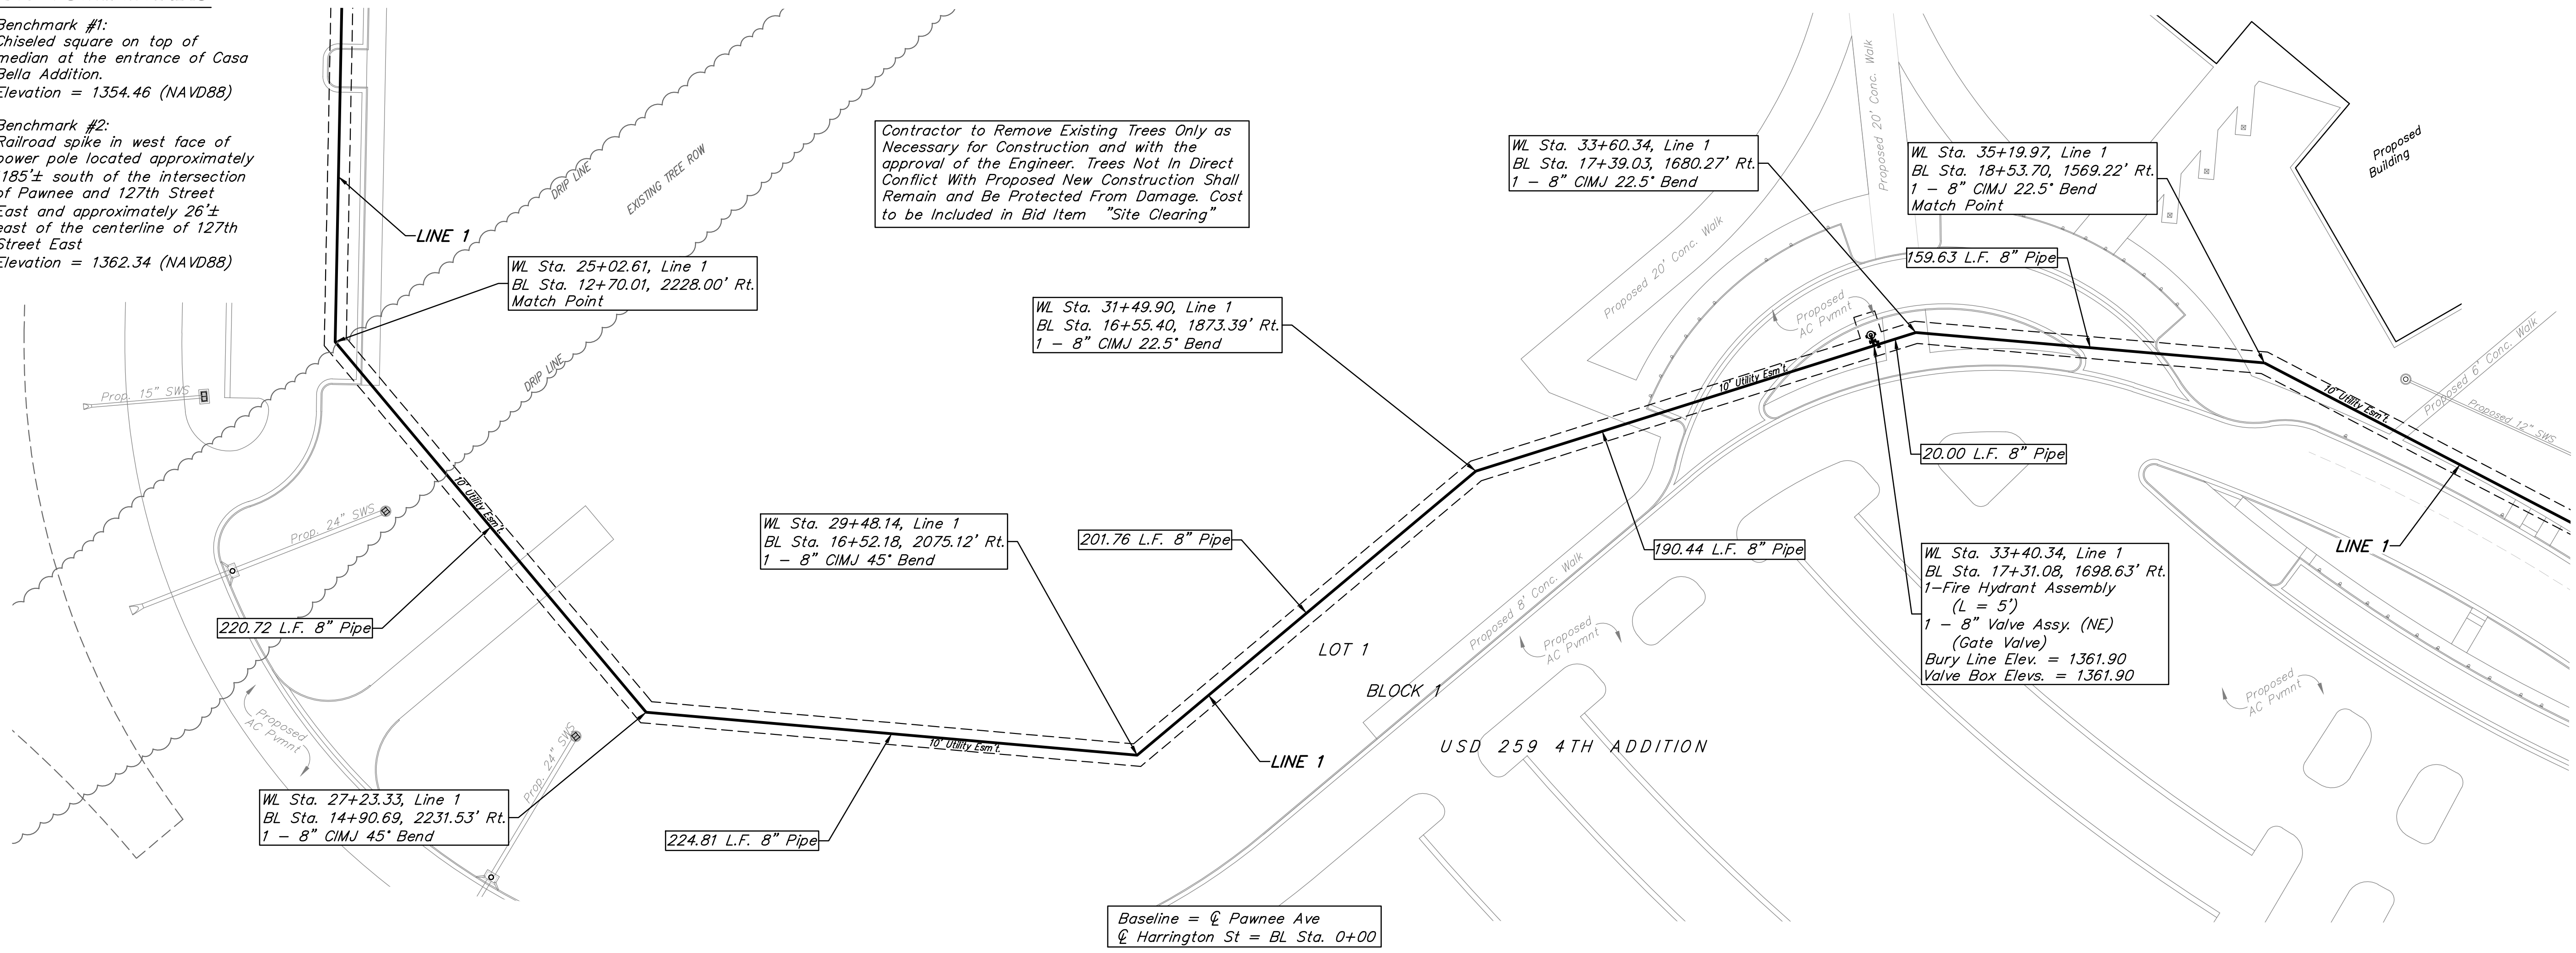 Benchmark #1:
Chiseled square on top of
median at the entrance of Casa
Bella Addition.
Elevation = 1354.46 (NAVD88)
Benchmark #2:
Railroad spike in west face of
power pole located approximately
185'± south of the intersection
of Pawnee and 127th Street
East and approximately 26'±
east of the centerline of 127th
Street East
Elevation = 1362.34 (NAVD88)
LINE 1
DRIP LINE
EXISTING TREE ROW
DRIP LINE
WL Sta. 25+02.61, Line 1
BL Sta. 12+70.01, 2228.00' Rt.
Match Point
Contractor to Remove Existing Trees Only as
Necessary for Construction and with the
approval of the Engineer. Trees Not In Direct
Conflict With Proposed New Construction Shall
Remain and Be Protected From Damage. Cost
to be Included in Bid Item "Site Clearing"
WL Sta. 31+49.90, Line 1
BL Sta. 16+55.40, 1873.39' Rt.
1 - 8" CIMJ 22.5° Bend
WL Sta. 33+60.34, Line 1
BL Sta. 17+39.03, 1680.27' Rt.
1 - 8" CIMJ 22.5° Bend
WL Sta. 35+19.97, Line 1
BL Sta. 18+53.70, 1569.22' Rt.
1 - 8" CIMJ 22.5° Bend
Match Point
159.63 L.F. 8" Pipe
Proposed 20' Conc. Walk
Proposed 20' Conc. Walk
Proposed
Building
Proposed
AC Pvmnt
10' Utility Esm't.
10' Utility Esm't.
Proposed 6' Conc. Walk
Proposed 12" SWS
Prop. 15" SWS
Prop. 24" SWS
10' Utility Esm't.
220.72 L.F. 8" Pipe
Proposed
AC Pvmnt
Prop. 24" SWS
WL Sta. 27+23.33, Line 1
BL Sta. 14+90.69, 2231.53' Rt.
1 - 8" CIMJ 45° Bend
224.81 L.F. 8" Pipe
10' Utility Esm't.
WL Sta. 29+48.14, Line 1
BL Sta. 16+52.18, 2075.12' Rt.
1 - 8" CIMJ 45° Bend
201.76 L.F. 8" Pipe
LINE 1
LOT 1
BLOCK 1
USD 259 4TH ADDITION
Proposed 8' Conc. Walk
Proposed
AC Pvmnt
190.44 L.F. 8" Pipe
20.00 L.F. 8" Pipe
WL Sta. 33+40.34, Line 1
BL Sta. 17+31.08, 1698.63' Rt.
1-Fire Hydrant Assembly
(L = 5')
1 - 8" Valve Assy. (NE)
(Gate Valve)
Bury Line Elev. = 1361.90
Valve Box Elevs. = 1361.90
LINE 1
Proposed
AC Pvmnt
Baseline = ℄ Pawnee Ave
℄ Harrington St = BL Sta. 0+00